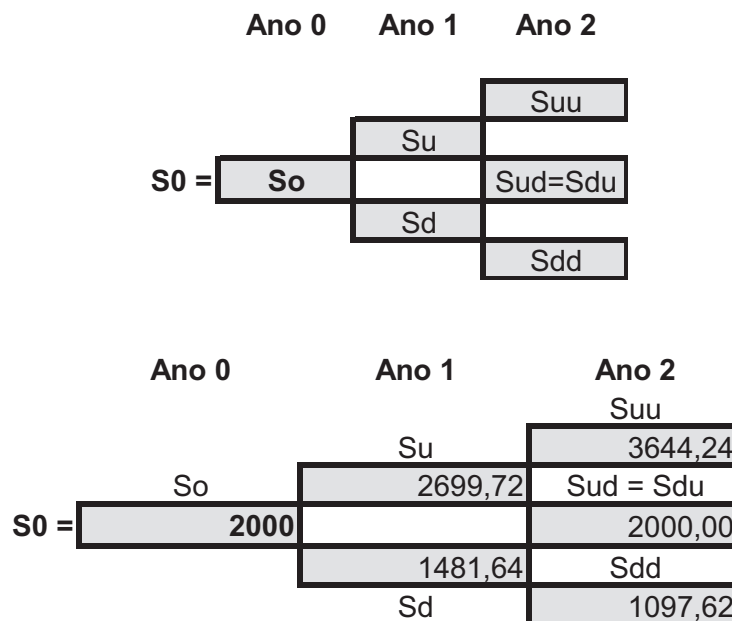 Ano 0 Ano 1 Ano 2
Suu
Su
S0 = So Sud=Sdu
Sd
Sdd
Ano 0 Ano 1 Ano 2
Suu
Su 3644,24
So 2699,72 Sud = Sdu
S0 = 2000 2000,00
1481,64 Sdd
Sd 1097,62